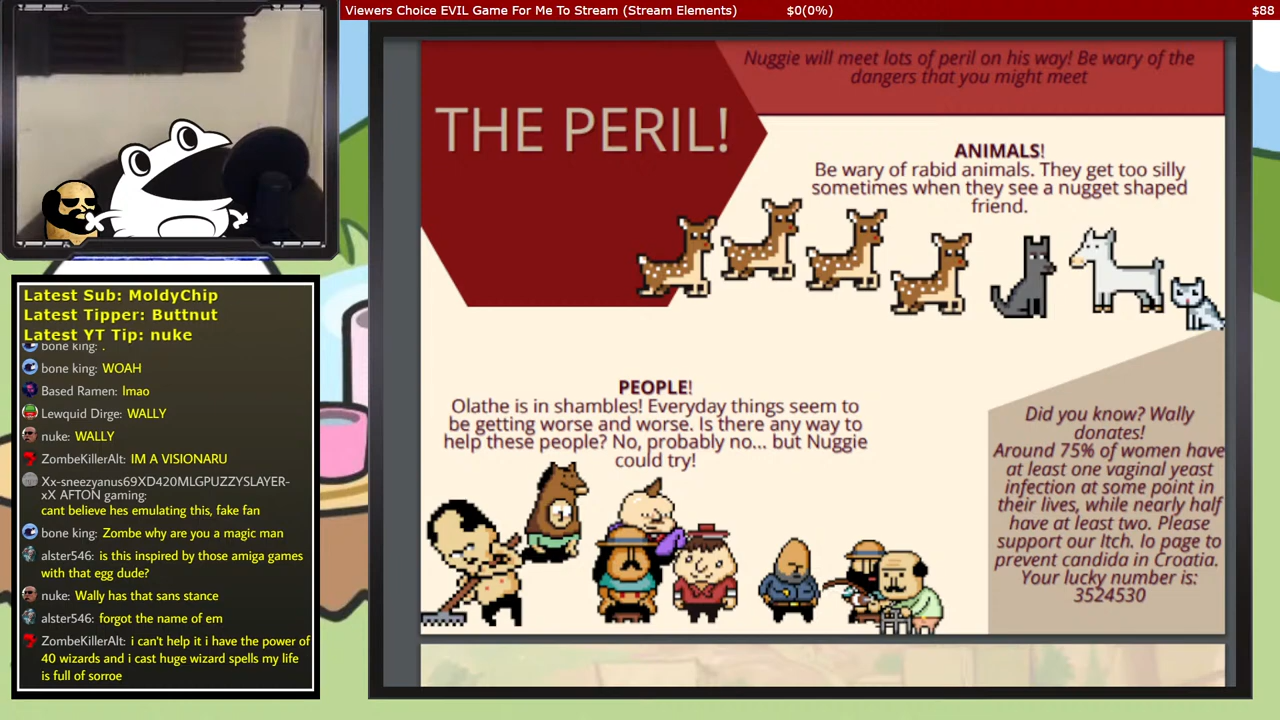 Viewers Choice EVIL Game For Me To Stream (Stream Elements) $0(0%) $88
Latest Sub: MoldyChip
Latest Tipper: Buttnut
Latest YT Tip: nuke
bone king: .
bone king: WOAH
Based Ramen: lmao
Lewquid Dirge: WALLY
nuke: WALLY
ZombeKillerAlt: IM A VISIONARU
Xx-sneezyanus69XD420MLGPUZZYSLAYER-
xX AFTON gaming:
cant believe hes emulating this, fake fan
bone king: Zombe why are you a magic man
alster546: is this inspired by those amiga games
with that egg dude?
nuke: Wally has that sans stance
alster546: forgot the name of em
ZombeKillerAlt: i can't help it i have the power of
40 wizards and i cast huge wizard spells my life
is full of sorroe
Nuggie will meet lots of peril on his way! Be wary of the
dangers that you might meet
THE PERIL!
ANIMALS!
Be wary of rabid animals. They get too silly
sometimes when they see a nugget shaped
friend.
PEOPLE!
Olathe is in shambles! Everyday things seem to
be getting worse and worse. Is there any way to
help these people? No, probably no... but Nuggie
could try!
Did you know? Wally
donates!
Around 75% of women have
at least one vaginal yeast
infection at some point in
their lives, while nearly half
have at least two. Please
support our Itch. Io page to
prevent candida in Croatia.
Your lucky number is:
3524530